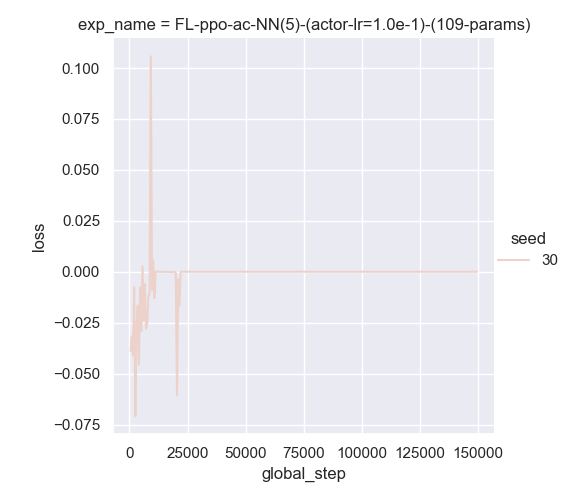 exp_name = FL-ppo-ac-NN(5)-(actor-lr=1.0e-1)-(109-params)
0.100
0.075
0.050
0.025
0.000
−0.025
−0.050
−0.075
loss
0 25000 50000 75000 100000 125000 150000
global_step
seed
30